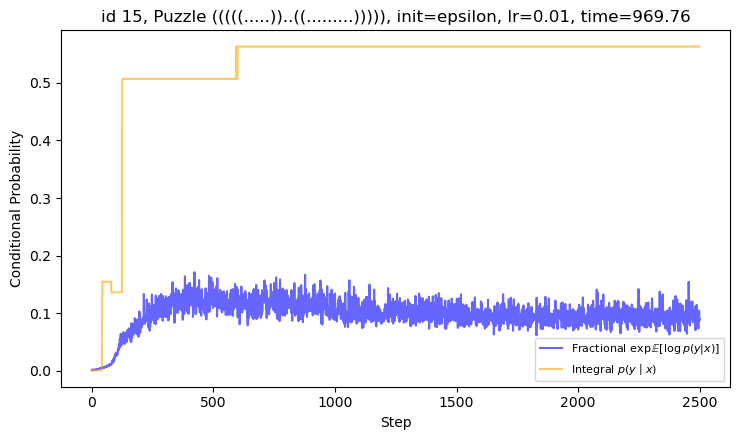 id 15, Puzzle (((((.....))..((.........))))), init=epsilon, lr=0.01, time=969.76
Conditional Probability
0.5
0.4
0.3
0.2
0.1
0.0
Fractional exp 𝔼[log p(y|x)]
Integral p(y | x)
0 500 1000 1500 2000 2500
Step